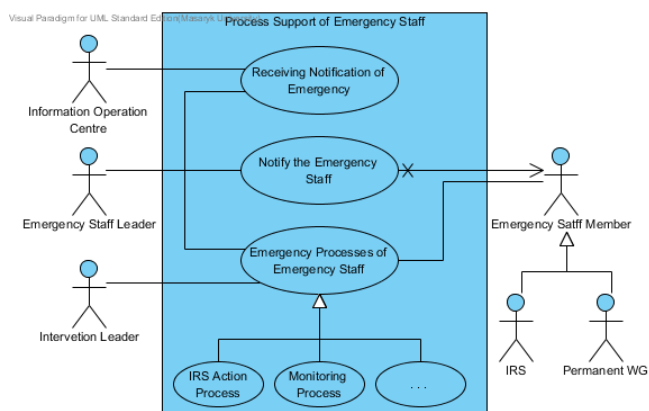 Visual Paradigm for UML Standard Edition(Masaryk University)
Process Support of Emergency Staff
Receiving Notification of
Emergency
Information Operation
Centre
Notify the Emergency
Staff
Emergency Staff Leader
Emergency Satff Member
Emergency Processes of
Emergency Staff
Intervetion Leader
IRS Action
Process
Monitoring
Process
. . .
IRS
Permanent WG